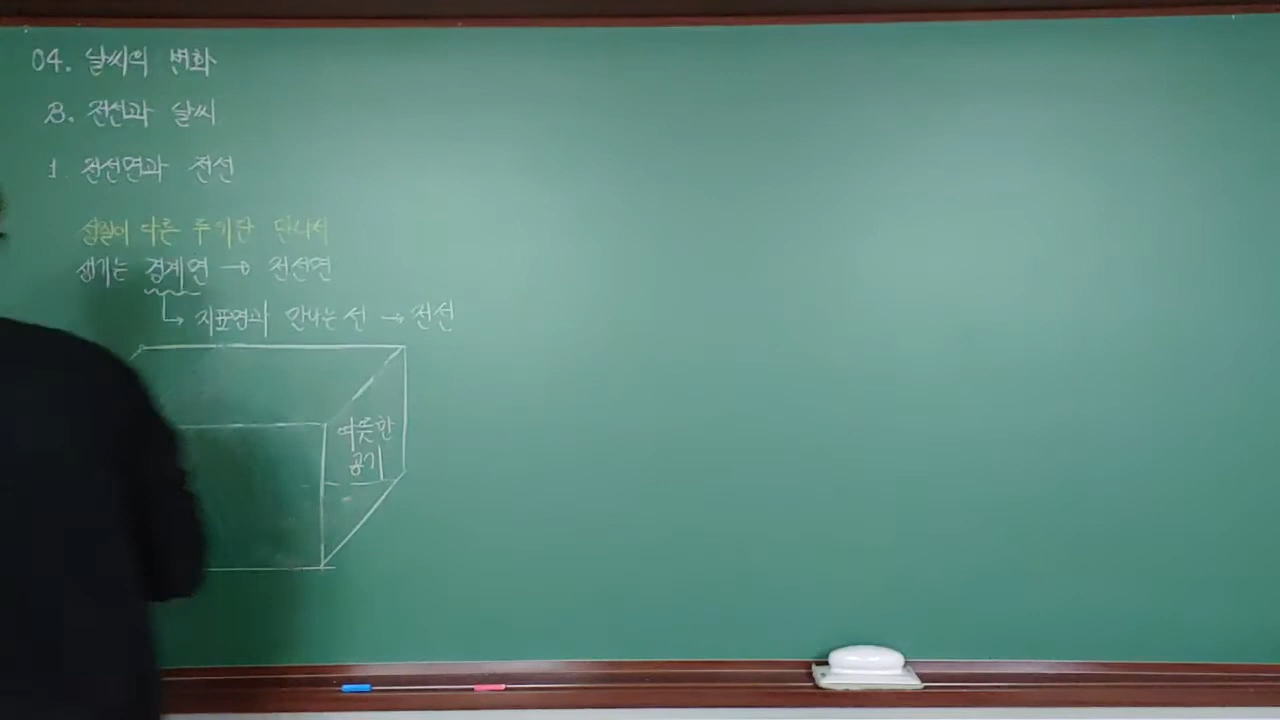 04. 날씨의 변화
B. 전선과 날씨
1. 전선면과 전선
성질이 다른 두 기단 만나서
생기는 경계면 → 전선면
지표면과 만나는 선 → 전선
따뜻한
공기